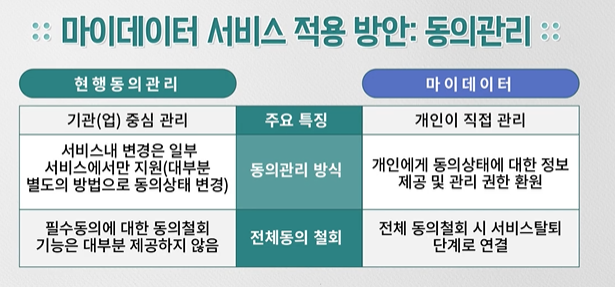 마이데이터 서비스 적용 방안: 동의관리
현행동의관리
마이데이터
기관(업) 중심 관리
주요 특징
개인이 직접 관리
서비스내 변경은 일부
서비스에서만 지원(대부분
별도의 방법으로 동의상태 변경)
동의관리 방식
개인에게 동의상태에 대한 정보
제공 및 관리 권한 환원
필수동의에 대한 동의철회
기능은 대부분 제공하지 않음
전체동의 철회
전체 동의철회 시 서비스탈퇴
단계로 연결